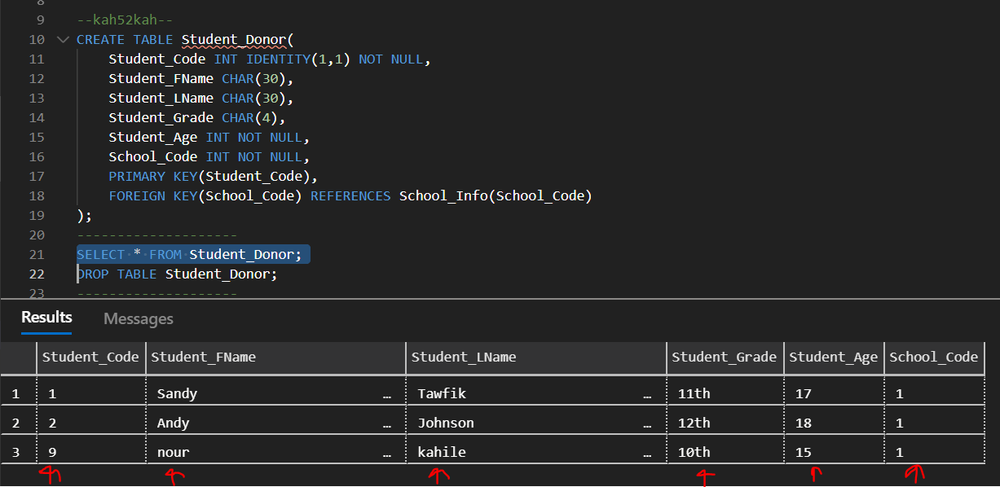 8
9 --kah52kah--
10 CREATE TABLE Student_Donor(
11 Student_Code INT IDENTITY(1,1) NOT NULL,
12 Student_FName CHAR(30),
13 Student_LName CHAR(30),
14 Student_Grade CHAR(4),
15 Student_Age INT NOT NULL,
16 School_Code INT NOT NULL,
17 PRIMARY KEY(Student_Code),
18 FOREIGN KEY(School_Code) REFERENCES School_Info(School_Code)
19 );
20 --------------------
21 SELECT * FROM Student_Donor;
22 DROP TABLE Student_Donor;
23 --------------------
Results Messages
Student_Code Student_FName Student_LName Student_Grade Student_Age School_Code
1 1 Sandy … Tawfik … 11th 17 1
2 2 Andy … Johnson … 12th 18 1
3 9 nour … kahile … 10th 15 1